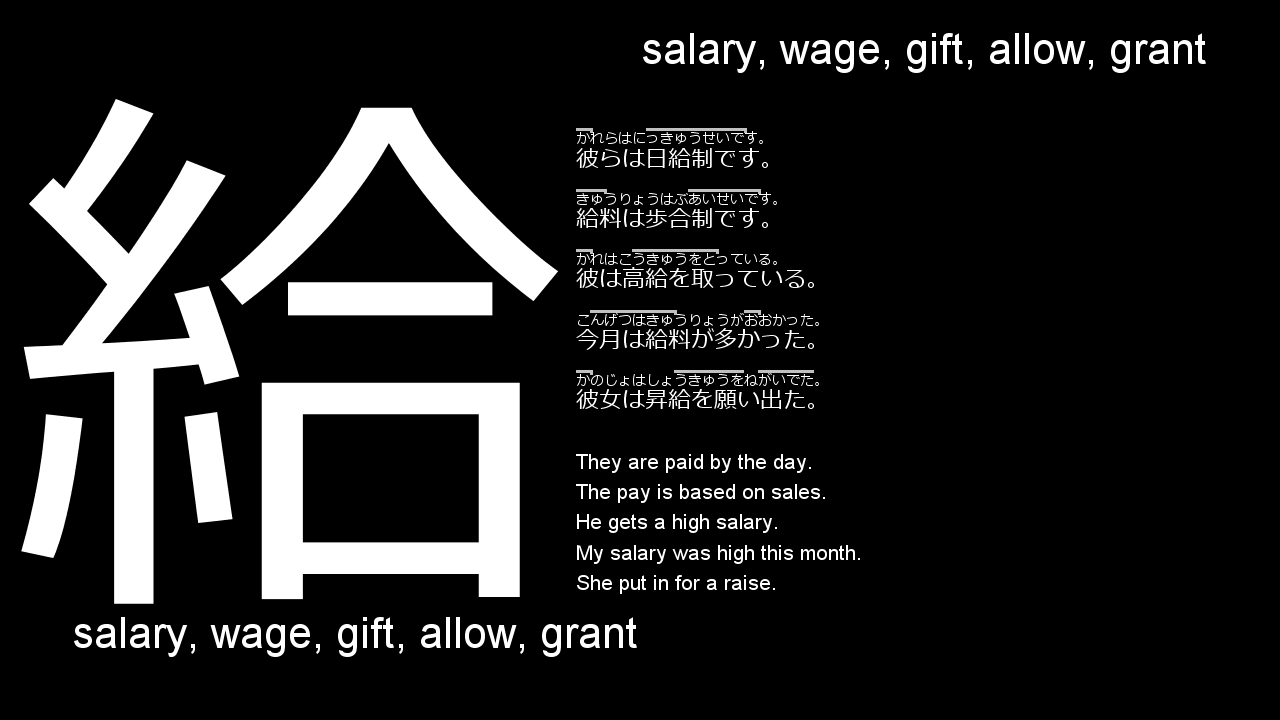 salary, wage, gift, allow, grant
給
かれらはにっきゅうせいです。
彼らは日給制です。
きゅうりょうはぶあいせいです。
給料は歩合制です。
かれはこうきゅうをとっている。
彼は高給を取っている。
こんげつはきゅうりょうがおおかった。
今月は給料が多かった。
かのじょはしょうきゅうをねがいでた。
彼女は昇給を願い出た。
They are paid by the day.
The pay is based on sales.
He gets a high salary.
My salary was high this month.
She put in for a raise.
salary, wage, gift, allow, grant